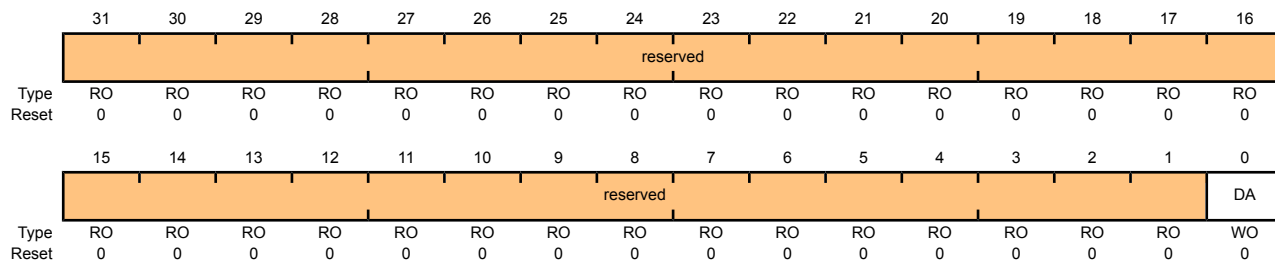 31 30 29 28 27 26 25 24 23 22 21 20 19 18 17 16
reserved
Type RO RO RO RO RO RO RO RO RO RO RO RO RO RO RO RO
Reset 0 0 0 0 0 0 0 0 0 0 0 0 0 0 0 0
15 14 13 12 11 10 9 8 7 6 5 4 3 2 1 0
reserved DA
Type RO RO RO RO RO RO RO RO RO RO RO RO RO RO RO WO
Reset 0 0 0 0 0 0 0 0 0 0 0 0 0 0 0 0